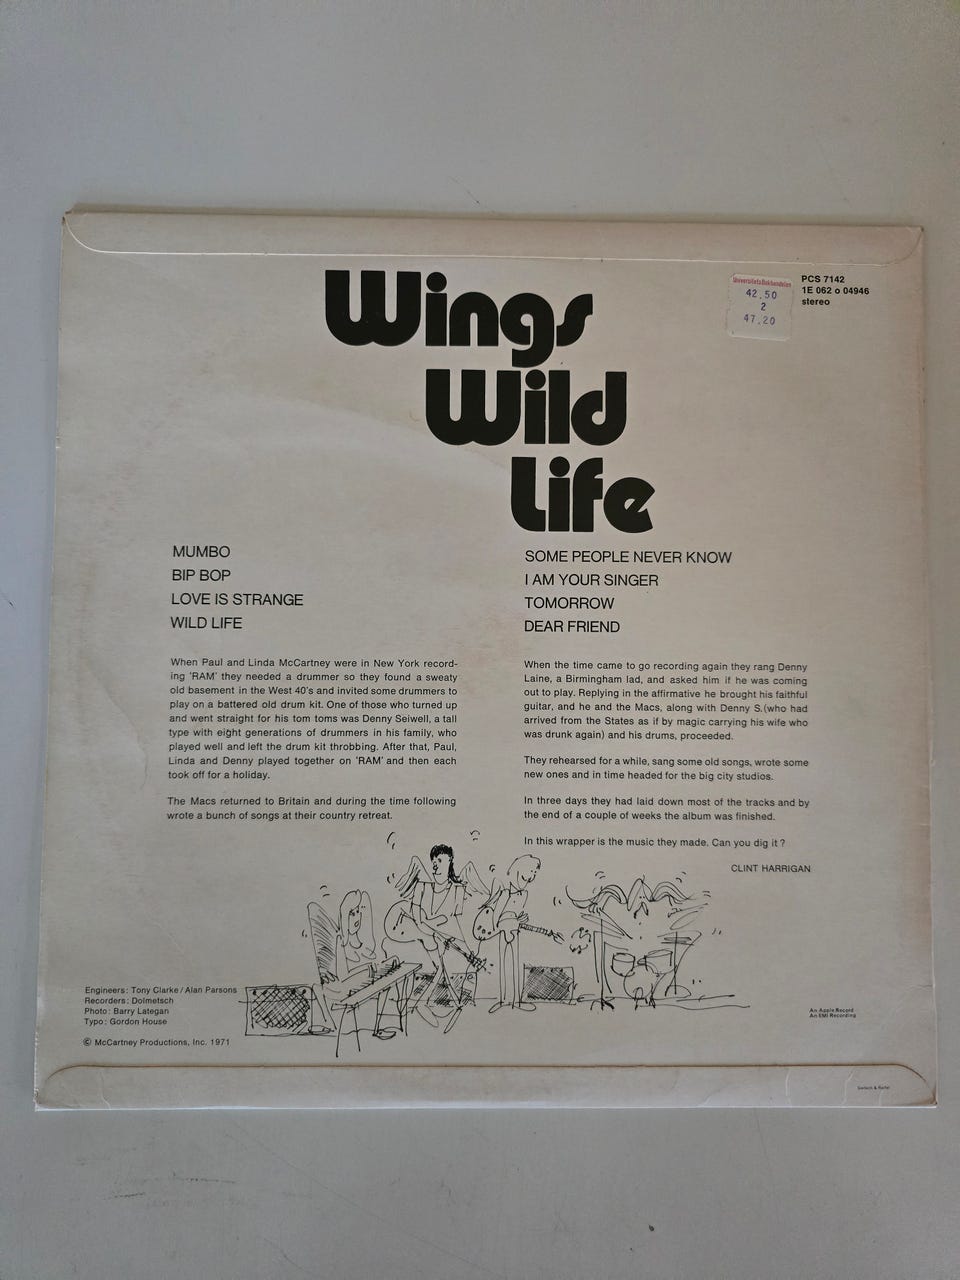 Wings
Wild
Life
Universitetsbokhandelen
42.50
2
47.20
PCS 7142
1E 062 o 04946
stereo
MUMBO
BIP BOP
LOVE IS STRANGE
WILD LIFE
SOME PEOPLE NEVER KNOW
I AM YOUR SINGER
TOMORROW
DEAR FRIEND
When Paul and Linda McCartney were in New York record-
ing 'RAM' they needed a drummer so they found a sweaty
old basement in the West 40's and invited some drummers to
play on a battered old drum kit. One of those who turned up
and went straight for his tom toms was Denny Seiwell, a tall
type with eight generations of drummers in his family, who
played well and left the drum kit throbbing. After that, Paul,
Linda and Denny played together on 'RAM' and then each
took off for a holiday.
The Macs returned to Britain and during the time following
wrote a bunch of songs at their country retreat.
When the time came to go recording again they rang Denny
Laine, a Birmingham lad, and asked him if he was coming
out to play. Replying in the affirmative he brought his faithful
guitar, and he and the Macs, along with Denny S.(who had
arrived from the States as if by magic carrying his wife who
was drunk again) and his drums, proceeded.
They rehearsed for a while, sang some old songs, wrote some
new ones and in time headed for the big city studios.
In three days they had laid down most of the tracks and by
the end of a couple of weeks the album was finished.
In this wrapper is the music they made. Can you dig it?
CLINT HARRIGAN
Engineers: Tony Clarke/Alan Parsons
Recorders: Dolmetsch
Photo: Barry Lategan
Typo: Gordon House
© McCartney Productions, Inc. 1971
An Apple Record
An EMI Recording